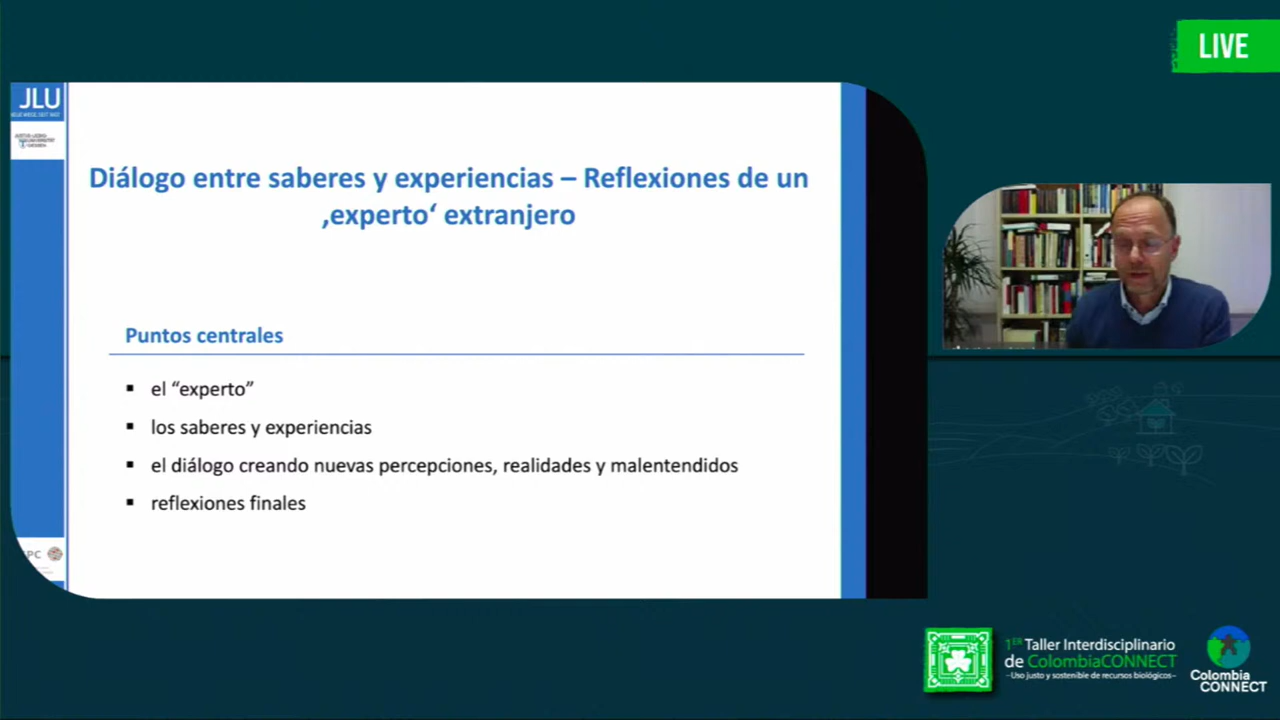 LIVE
JLU
Diálogo entre saberes y experiencias – Reflexiones de un
‚experto‘ extranjero
Puntos centrales
▪ el “experto”
▪ los saberes y experiencias
▪ el diálogo creando nuevas percepciones, realidades y malentendidos
▪ reflexiones finales
PC
1ER Taller Interdisciplinario
de ColombiaCONNECT
–Uso justo y sostenible de recursos biológicos–
Colombia
CONNECT